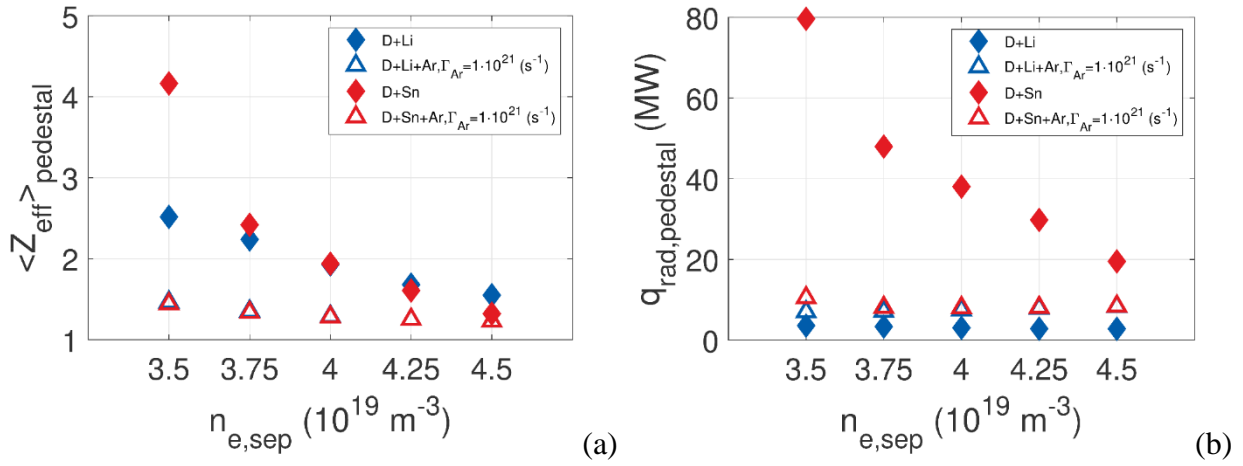 5
4
3
2
1
<Z_eff>_pedestal
D+Li
D+Li+Ar,Γ_Ar=1·10^21 (s^-1)
D+Sn
D+Sn+Ar,Γ_Ar=1·10^21 (s^-1)
3.5 3.75 4 4.25 4.5
n_e,sep (10^19 m^-3)
(a)
80
60
40
20
0
q_rad,pedestal (MW)
D+Li
D+Li+Ar,Γ_Ar=1·10^21 (s^-1)
D+Sn
D+Sn+Ar,Γ_Ar=1·10^21 (s^-1)
3.5 3.75 4 4.25 4.5
n_e,sep (10^19 m^-3)
(b)